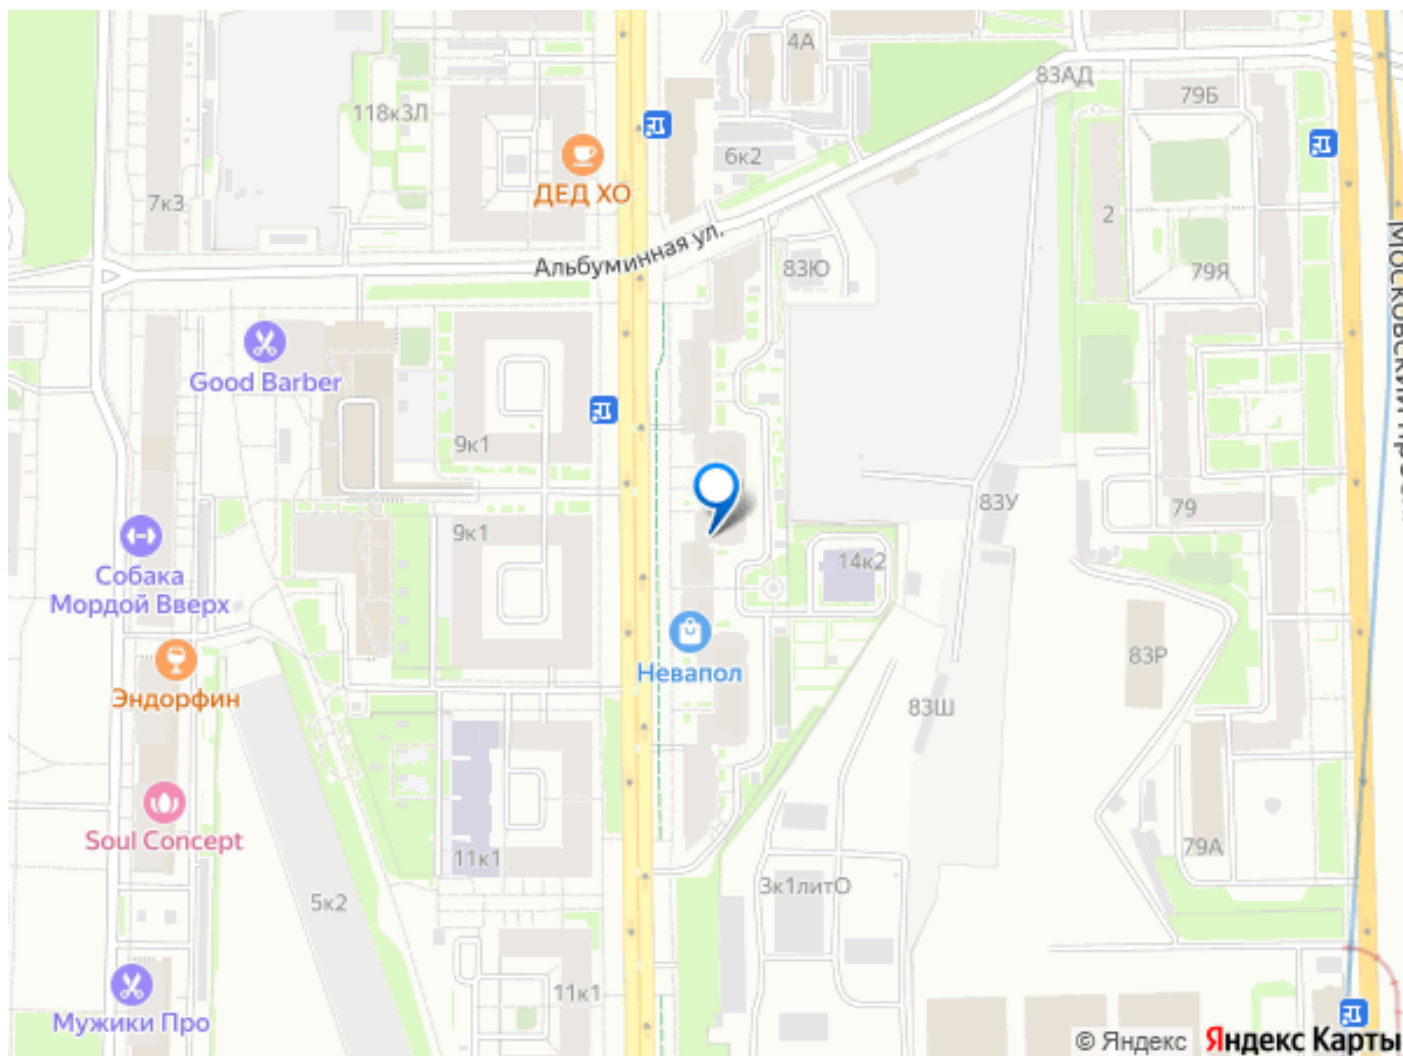 4А
83АД
79Б
118к3Л
6к2
ДЕД ХО
7к3
2
Альбуминная ул.
83Ю
79Я
Московский
Good Barber
9к1
83У
79
9к1
14к2
Собака
Мордой Вверх
83Р
Невапол
Эндорфин
83Ш
Soul Concept
11к1
79А
3к1литО
5к2
11к1
Мужики Про
© Яндекс Яндекс Карты